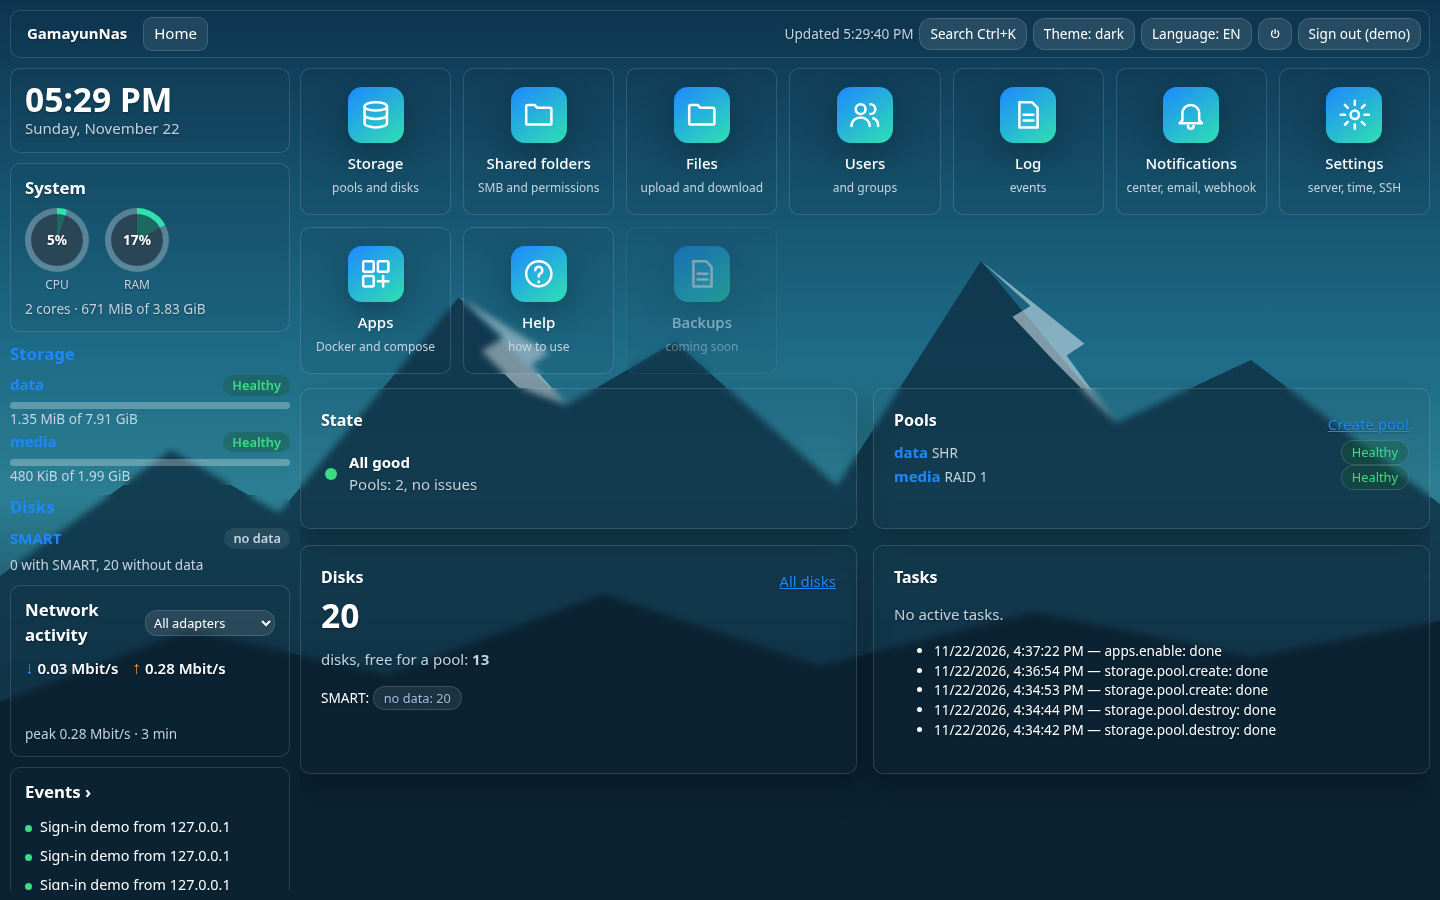 GamayunNas
Home
Updated 5:29:40 PM
Search Ctrl+K
Theme: dark
Language: EN
Sign out (demo)
05:29 PM
Sunday, November 22
System
5%
17%
CPU
RAM
2 cores · 671 MiB of 3.83 GiB
Storage
data
Healthy
1.35 MiB of 7.91 GiB
media
Healthy
480 KiB of 1.99 GiB
Disks
SMART
no data
0 with SMART, 20 without data
Network
activity
All adapters
↓ 0.03 Mbit/s ↑ 0.28 Mbit/s
peak 0.28 Mbit/s · 3 min
Events ›
Sign-in demo from 127.0.0.1
Sign-in demo from 127.0.0.1
Sign-in demo from 127.0.0.1
Storage
pools and disks
Shared folders
SMB and permissions
Files
upload and download
Users
and groups
Log
events
Notifications
center, email, webhook
Settings
server, time, SSH
Apps
Docker and compose
Help
how to use
Backups
coming soon
State
All good
Pools: 2, no issues
Pools
Create pool
data SHR
Healthy
media RAID 1
Healthy
Disks
All disks
20
disks, free for a pool: 13
SMART: no data: 20
Tasks
No active tasks.
11/22/2026, 4:37:22 PM — apps.enable: done
11/22/2026, 4:36:54 PM — storage.pool.create: done
11/22/2026, 4:34:53 PM — storage.pool.create: done
11/22/2026, 4:34:44 PM — storage.pool.destroy: done
11/22/2026, 4:34:42 PM — storage.pool.destroy: done